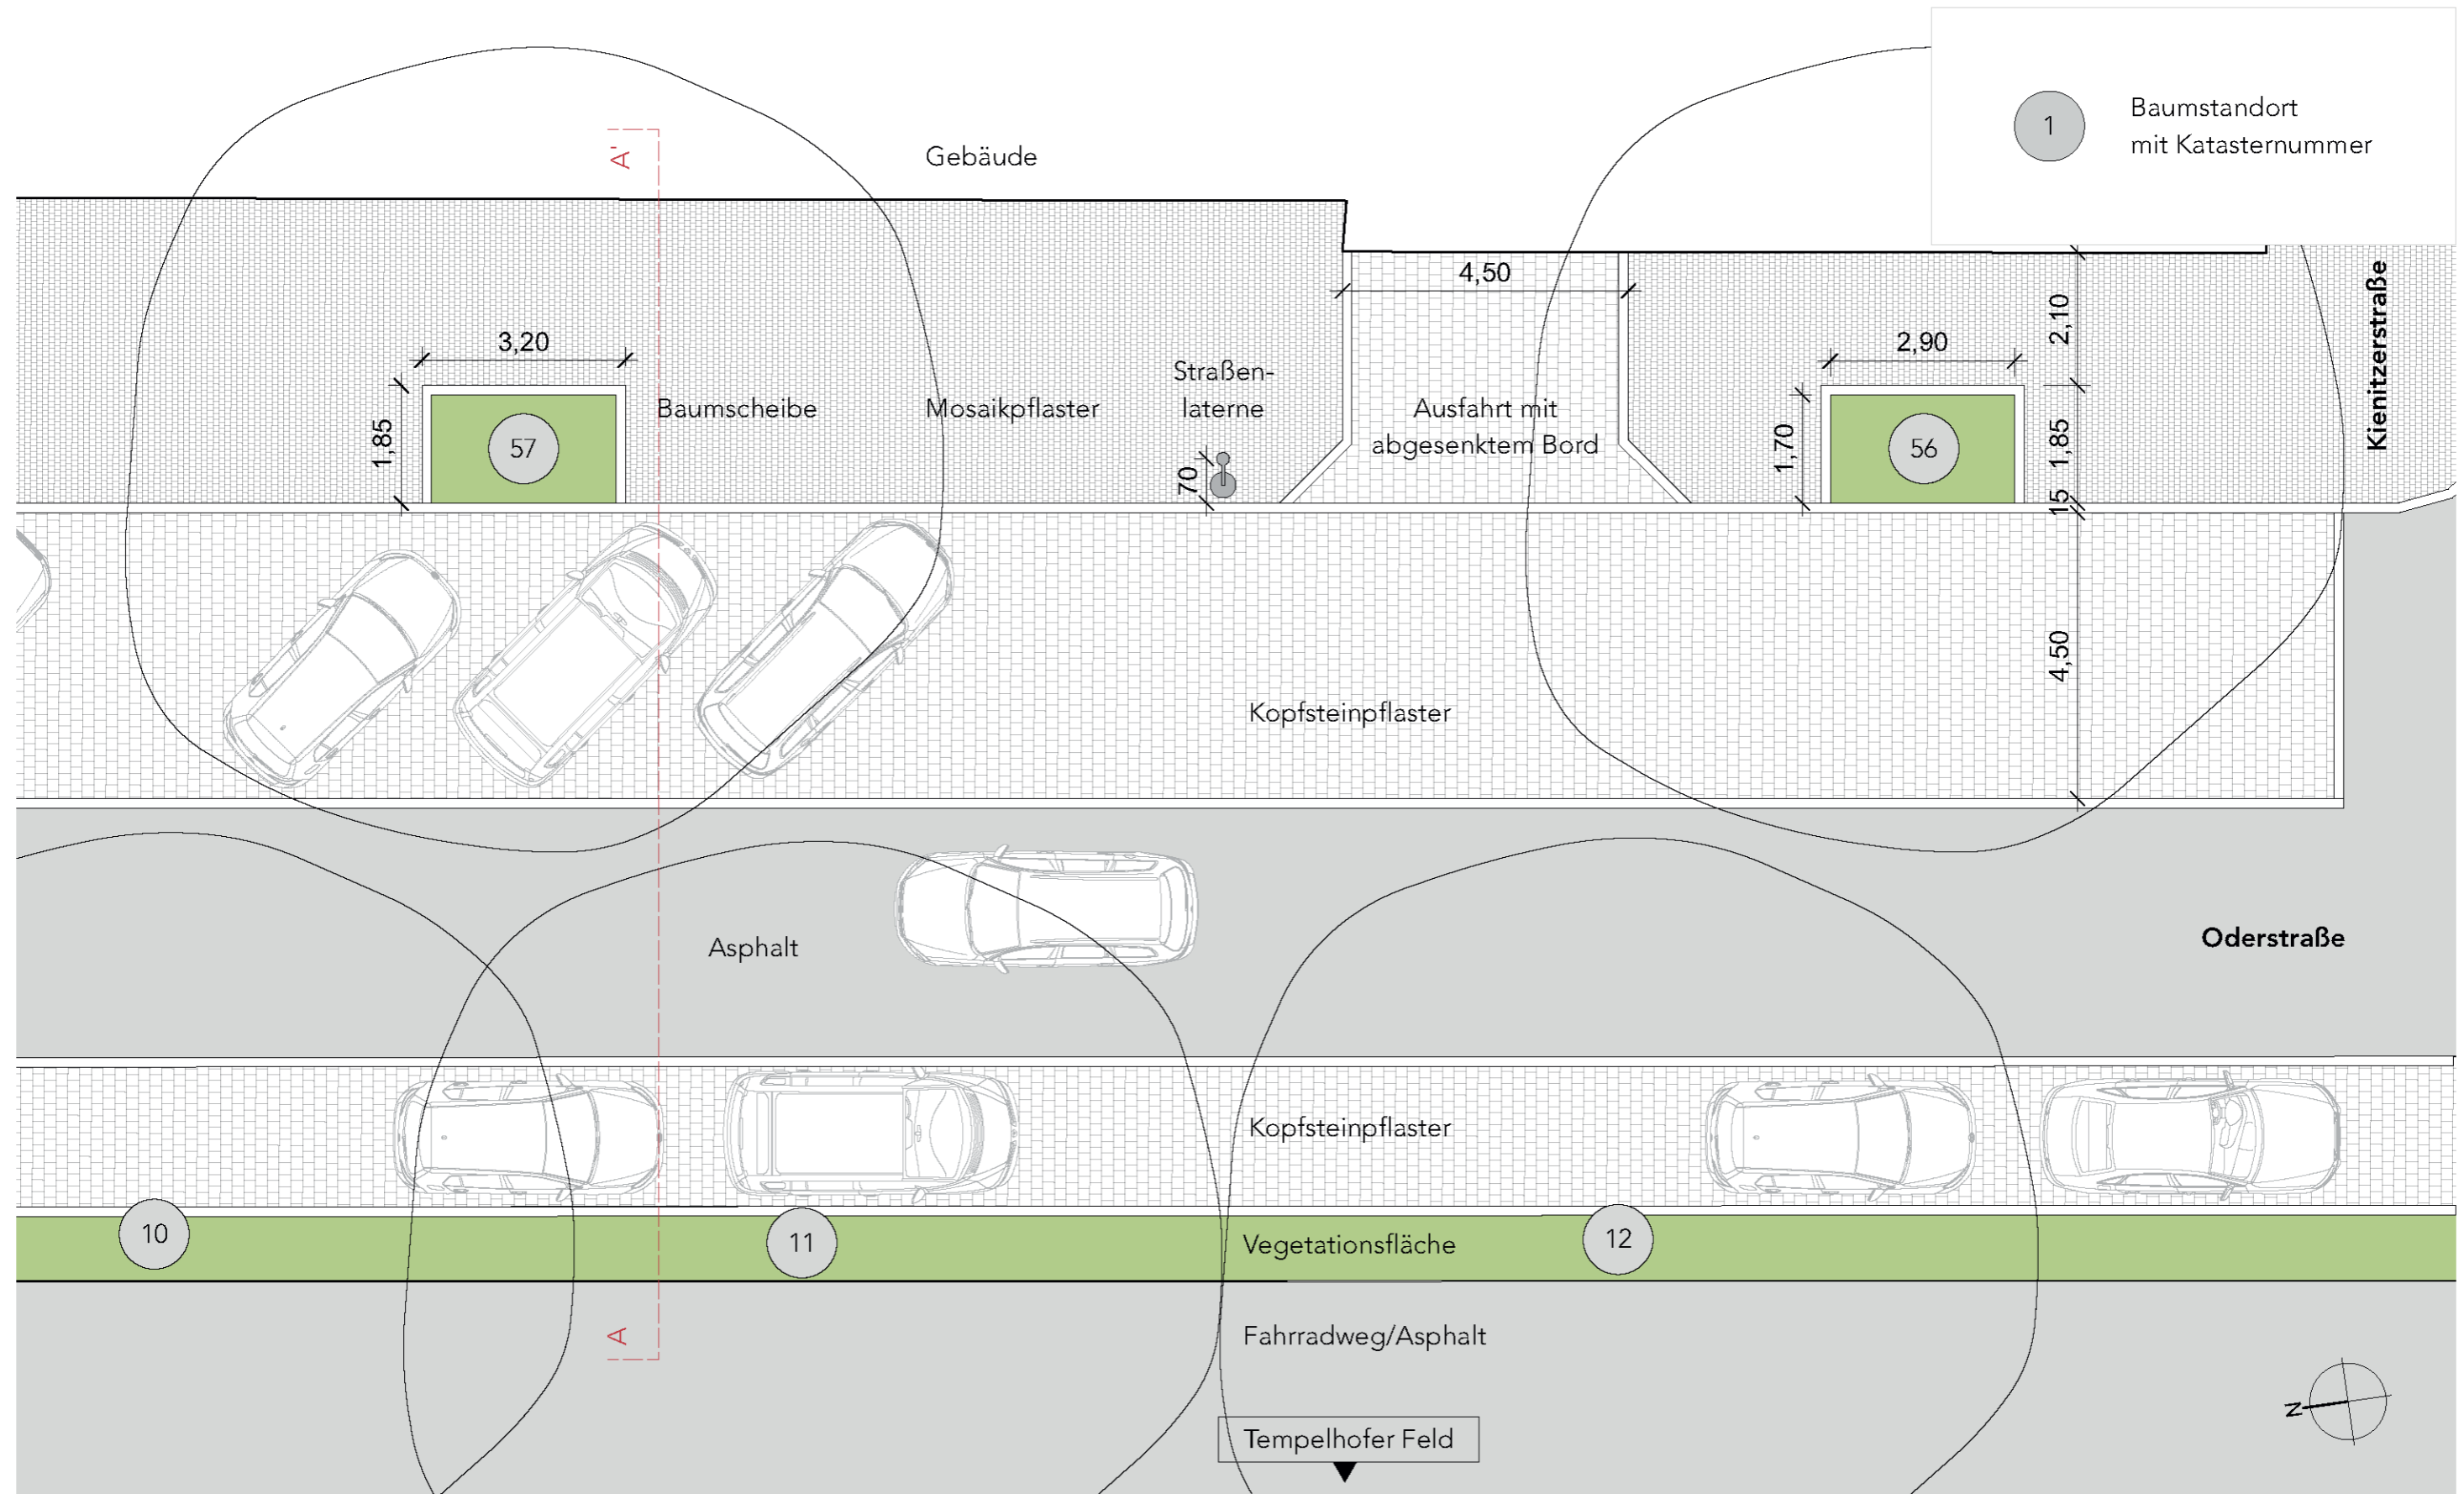 1
Baumstandort
mit Katasternummer
A'
Gebäude
4,50
3,20
2,90
2,10
Kienitzerstraße
1,85
57
Baumscheibe
Mosaikpflaster
Straßen-
laterne
70
Ausfahrt mit
abgesenktem Bord
1,70
56
1,85
15
4,50
Kopfsteinpflaster
Asphalt
Oderstraße
Kopfsteinpflaster
10
11
12
Vegetationsfläche
A
Fahrradweg/Asphalt
Tempelhofer Feld
N